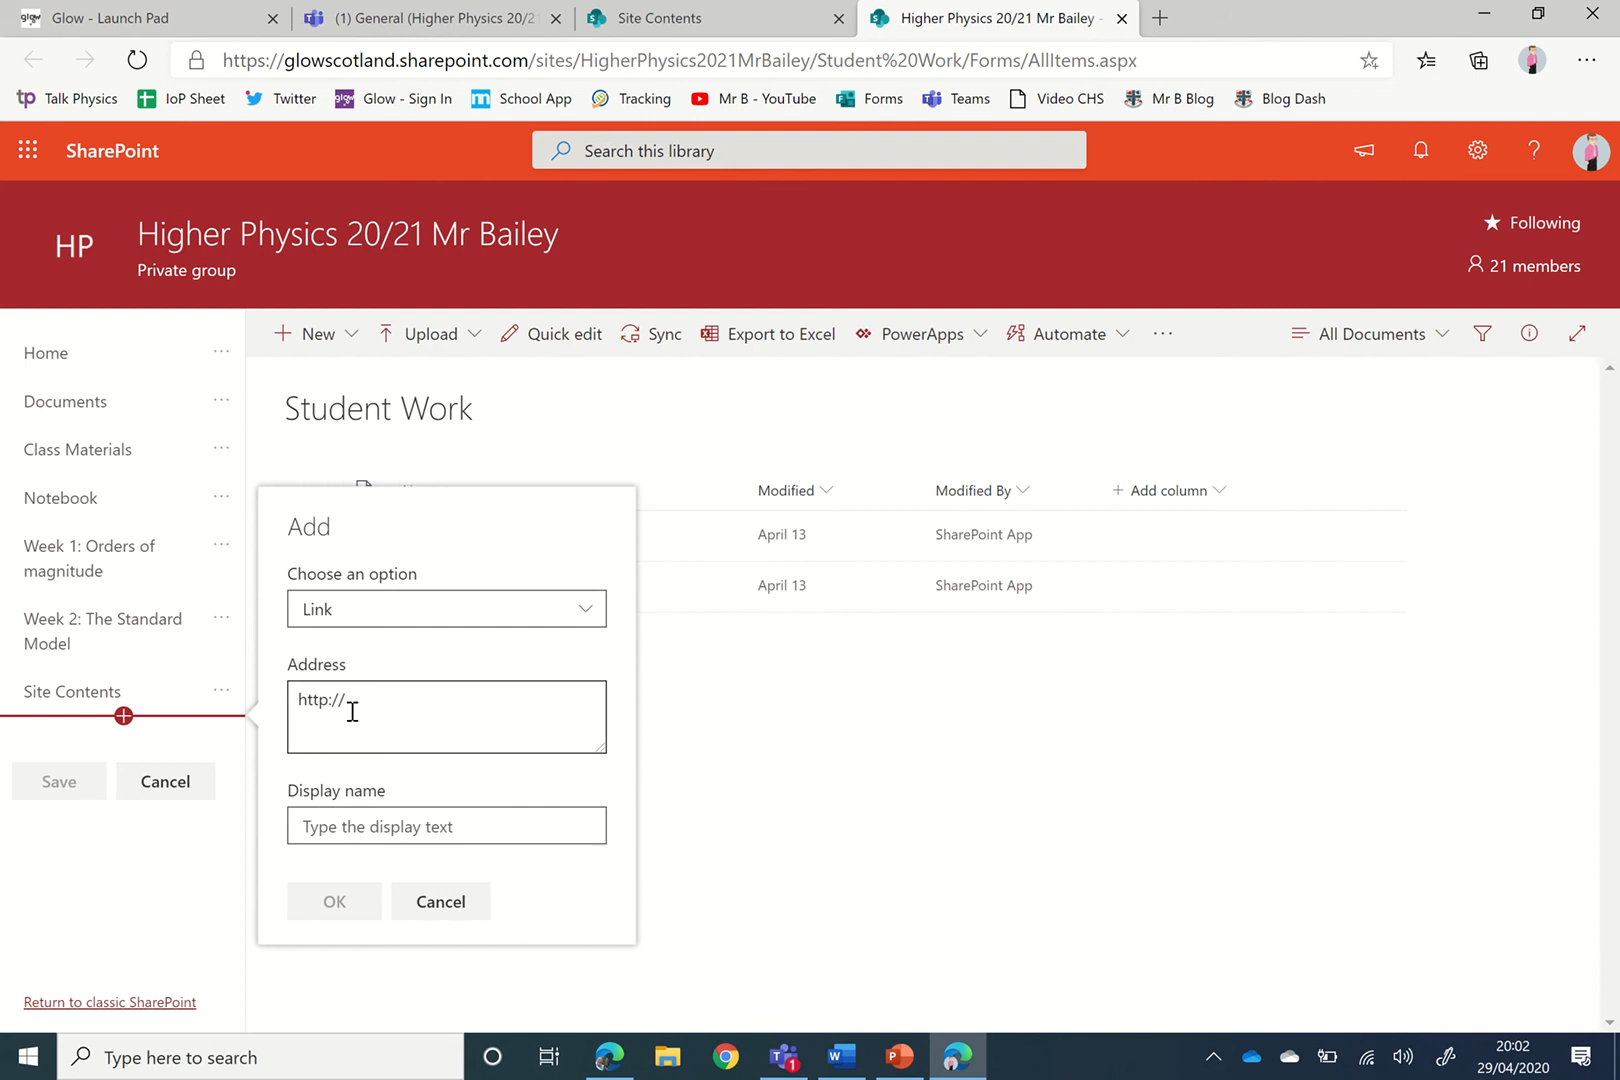 glow Glow - Launch Pad
(1) General (Higher Physics 20/21
Site Contents
Higher Physics 20/21 Mr Bailey -
https://glowscotland.sharepoint.com/sites/HigherPhysics2021MrBailey/Student%20Work/Forms/AllItems.aspx
tp Talk Physics
IoP Sheet
Twitter
glow Glow - Sign In
School App
Tracking
Mr B - YouTube
Forms
Teams
Video CHS
Mr B Blog
Blog Dash
SharePoint
Search this library
HP
Higher Physics 20/21 Mr Bailey
Private group
Following
21 members
Home
Documents
Class Materials
Notebook
Week 1: Orders of
magnitude
Week 2: The Standard
Model
Site Contents
Save
Cancel
Return to classic SharePoint
New
Upload
Quick edit
Sync
Export to Excel
PowerApps
Automate
All Documents
Student Work
Modified
Modified By
Add column
April 13
SharePoint App
April 13
SharePoint App
Add
Choose an option
Link
Address
http://
Display name
Type the display text
OK
Cancel
Type here to search
1
20:02
29/04/2020